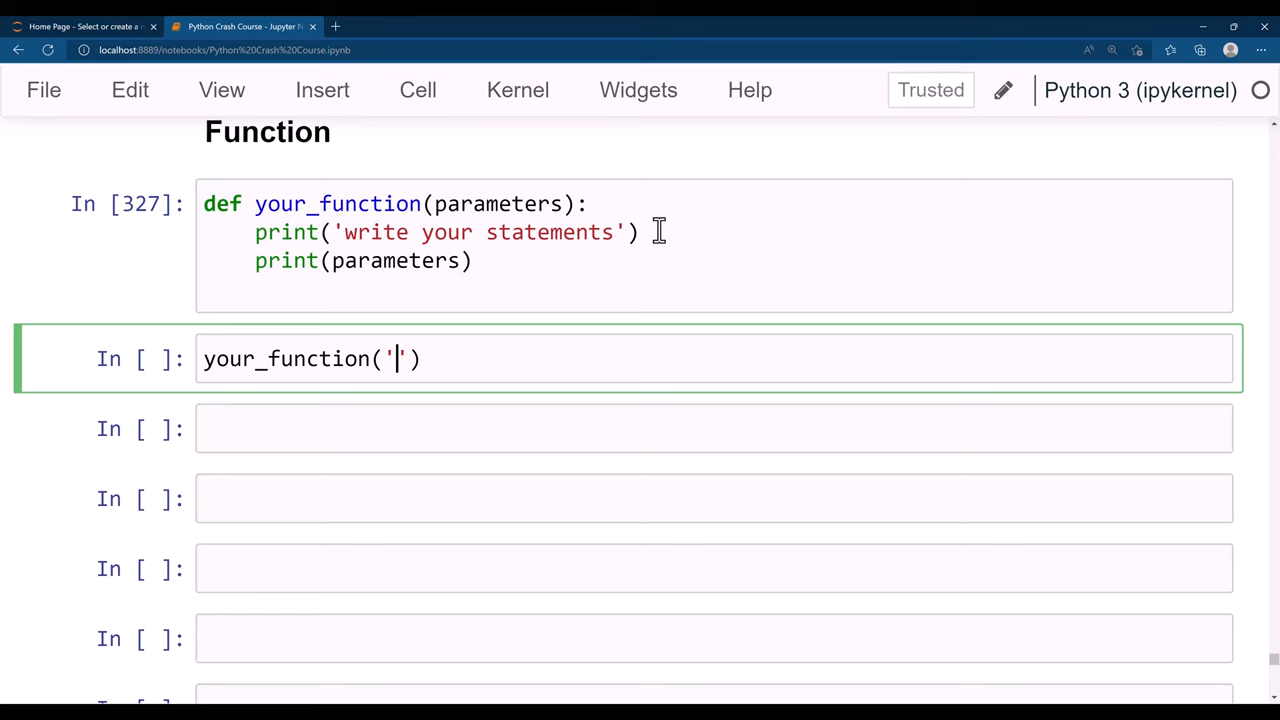 Home Page - Select or create a n
Python Crash Course - Jupyter N
localhost:8889/notebooks/Python%20Crash%20Course.ipynb
File Edit View Insert Cell Kernel Widgets Help Trusted Python 3 (ipykernel)
Function
In [327]: def your_function(parameters):
print('write your statements')
print(parameters)
In [ ]: your_function('')
In [ ]:
In [ ]:
In [ ]:
In [ ]: